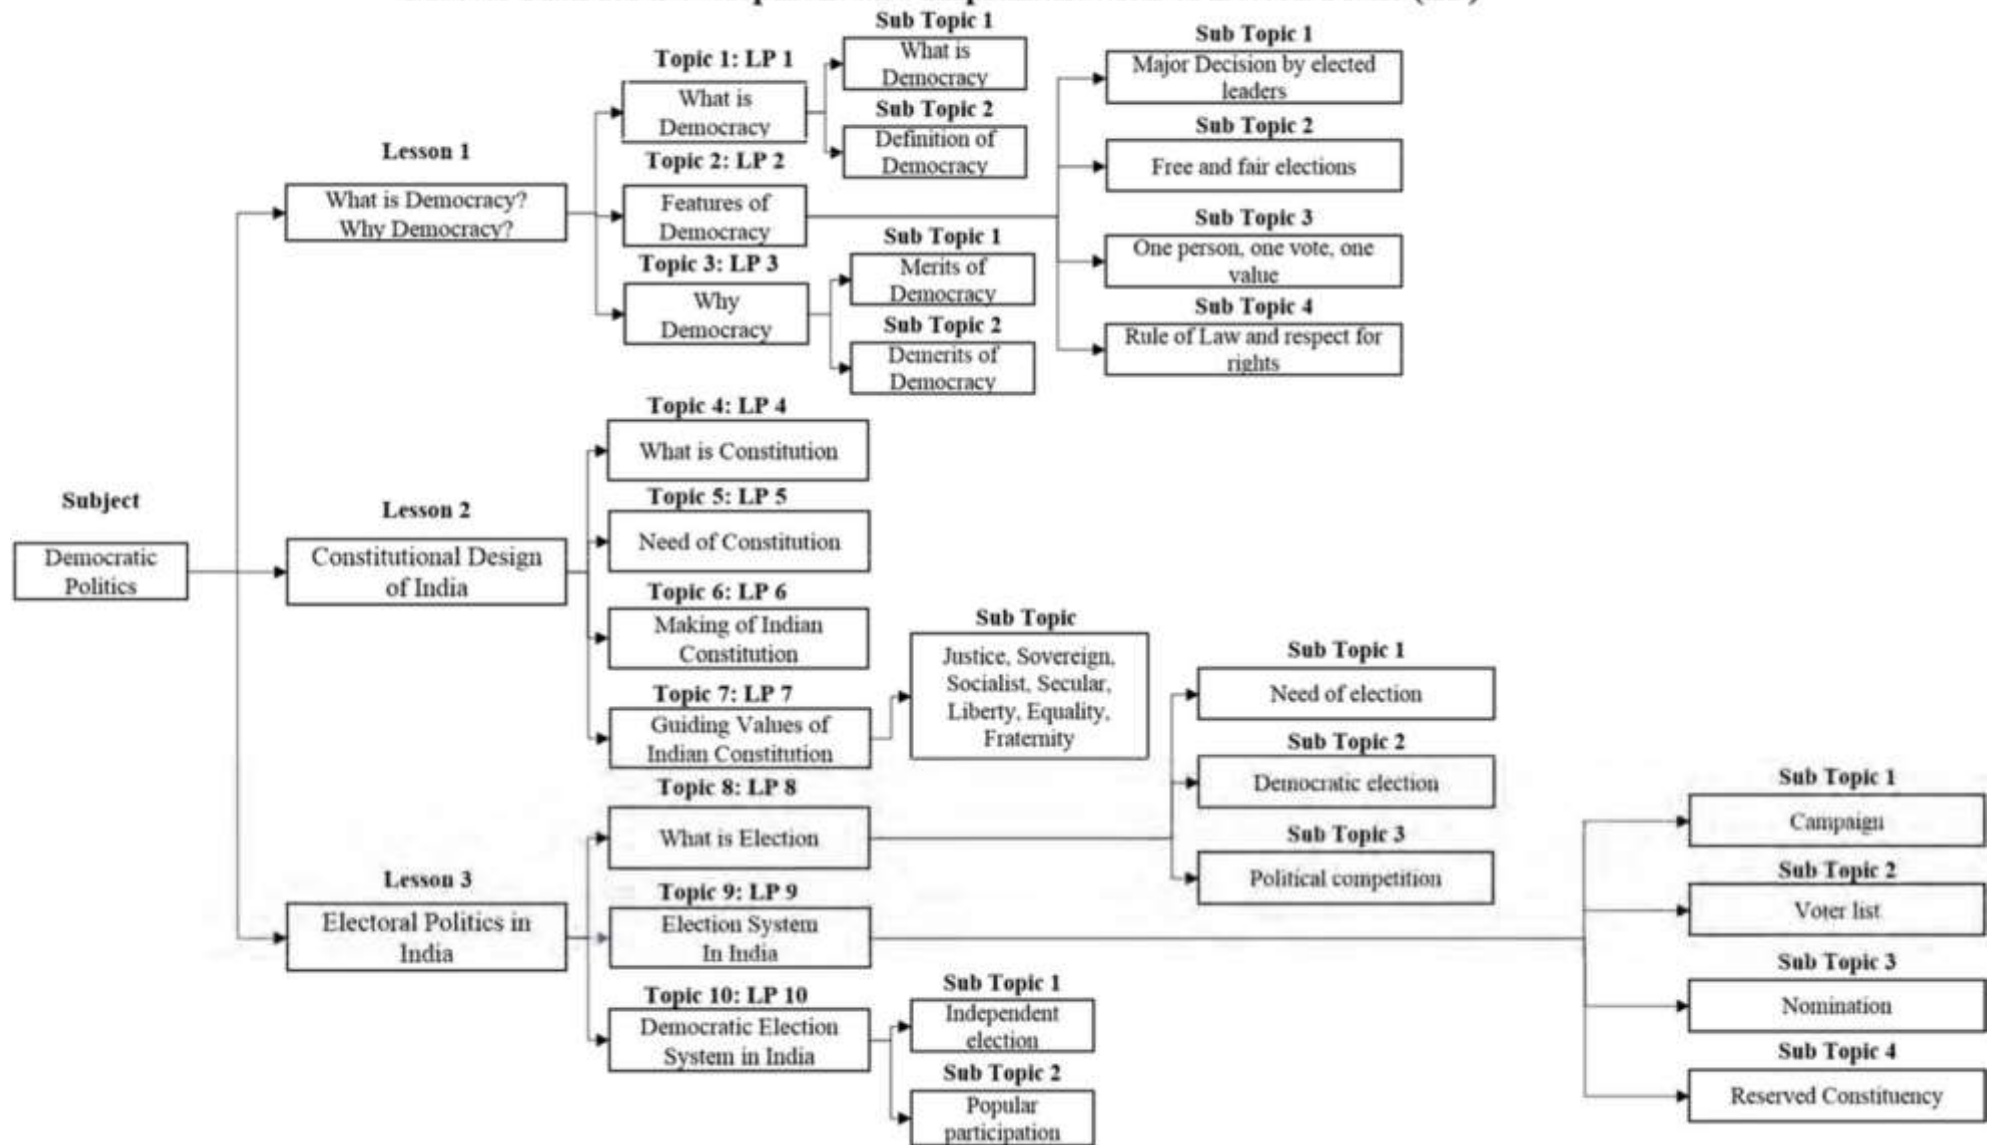 Subject
Democratic
Politics
Lesson 1
What is Democracy?
Why Democracy?
Topic 1: LP 1
What is
Democracy
Sub Topic 1
What is
Democracy
Sub Topic 2
Definition of
Democracy
Topic 2: LP 2
Features of
Democracy
Sub Topic 1
Major Decision by elected
leaders
Sub Topic 2
Free and fair elections
Sub Topic 3
One person, one vote, one
value
Sub Topic 4
Rule of Law and respect for
rights
Topic 3: LP 3
Why
Democracy
Sub Topic 1
Merits of
Democracy
Sub Topic 2
Demerits of
Democracy
Lesson 2
Constitutional Design
of India
Topic 4: LP 4
What is Constitution
Topic 5: LP 5
Need of Constitution
Topic 6: LP 6
Making of Indian
Constitution
Topic 7: LP 7
Guiding Values of
Indian Constitution
Sub Topic
Justice, Sovereign,
Socialist, Secular,
Liberty, Equality,
Fraternity
Lesson 3
Electoral Politics in
India
Topic 8: LP 8
What is Election
Sub Topic 1
Need of election
Sub Topic 2
Democratic election
Sub Topic 3
Political competition
Topic 9: LP 9
Election System
In India
Sub Topic 1
Campaign
Sub Topic 2
Voter list
Sub Topic 3
Nomination
Sub Topic 4
Reserved Constituency
Topic 10: LP 10
Democratic Election
System in India
Sub Topic 1
Independent
election
Sub Topic 2
Popular
participation